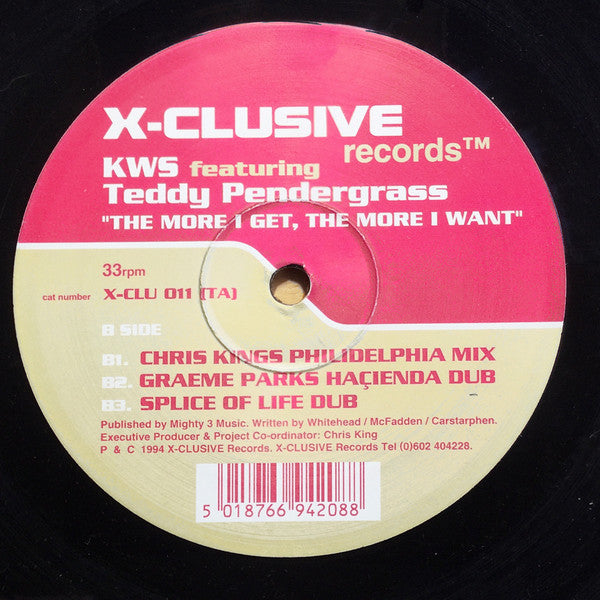 X-CLUSIVE
records™
KWS featuring
Teddy Pendergrass
"THE MORE I GET, THE MORE I WANT"
33rpm
cat number X-CLU 011 (TA)
B SIDE
B1. CHRIS KINGS PHILIDELPHIA MIX
B2. GRAEME PARKS HAÇIENDA DUB
B3. SPLICE OF LIFE DUB
Published by Mighty 3 Music. Written by Whitehead / McFadden / Carstarphen.
Executive Producer & Project Co-ordinator: Chris King
P & C 1994 X-CLUSIVE Records. X-CLUSIVE Records Tel (0)602 404228.
5 018766 942088